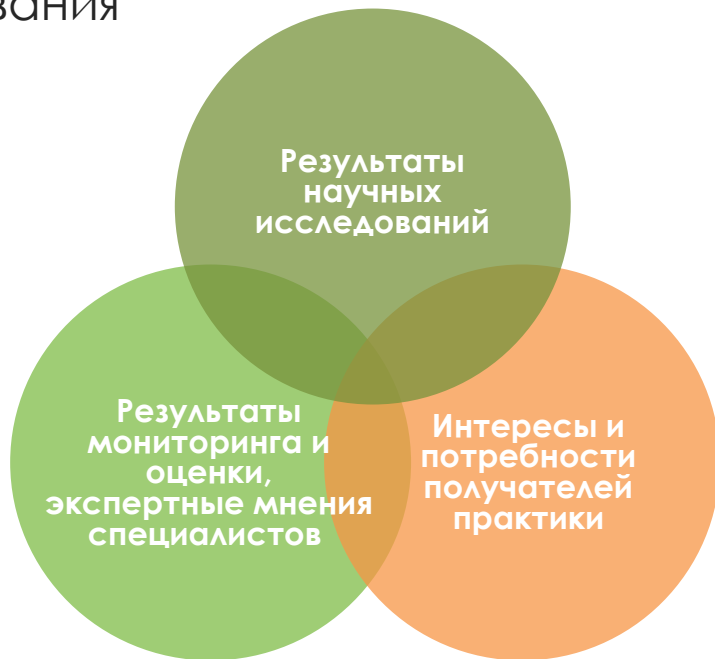 вания
Результаты
научных
исследований
Результаты
мониторинга и
оценки,
экспертные мнения
специалистов
Интересы и
потребности
получателей
практики